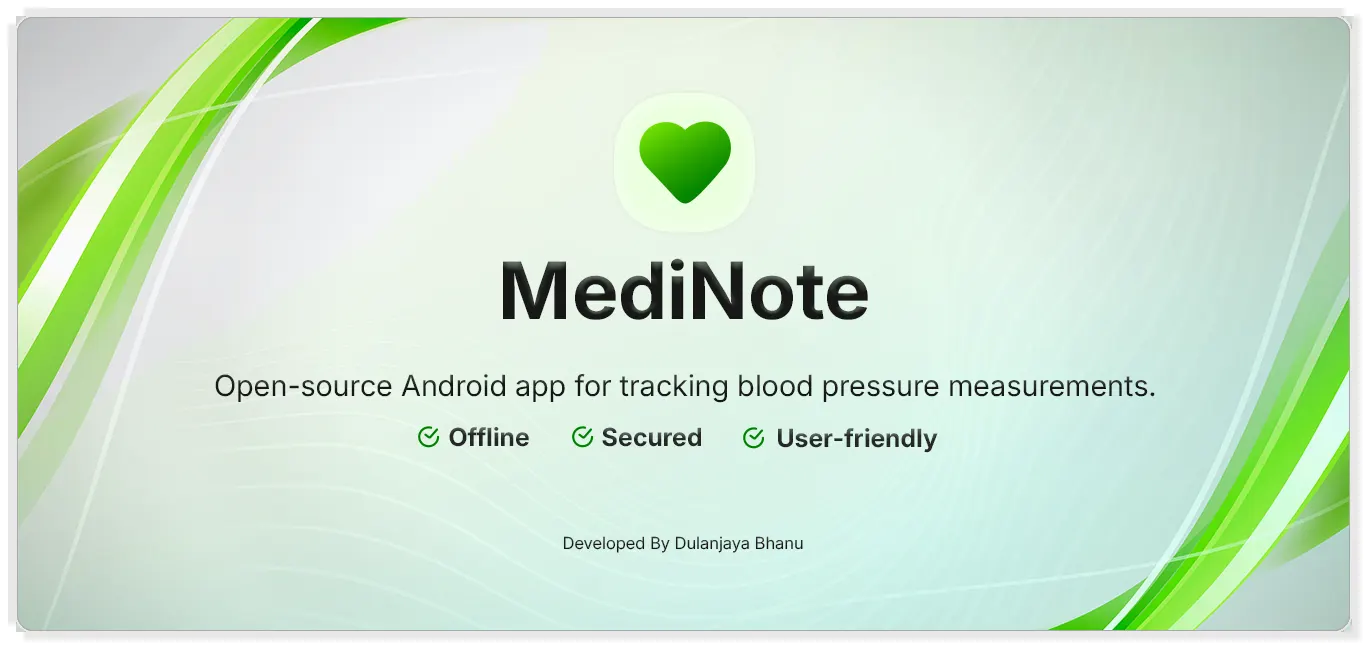 MediNote
Open-source Android app for tracking blood pressure measurements.
Offline Secured User-friendly
Developed By Dulanjaya Bhanu